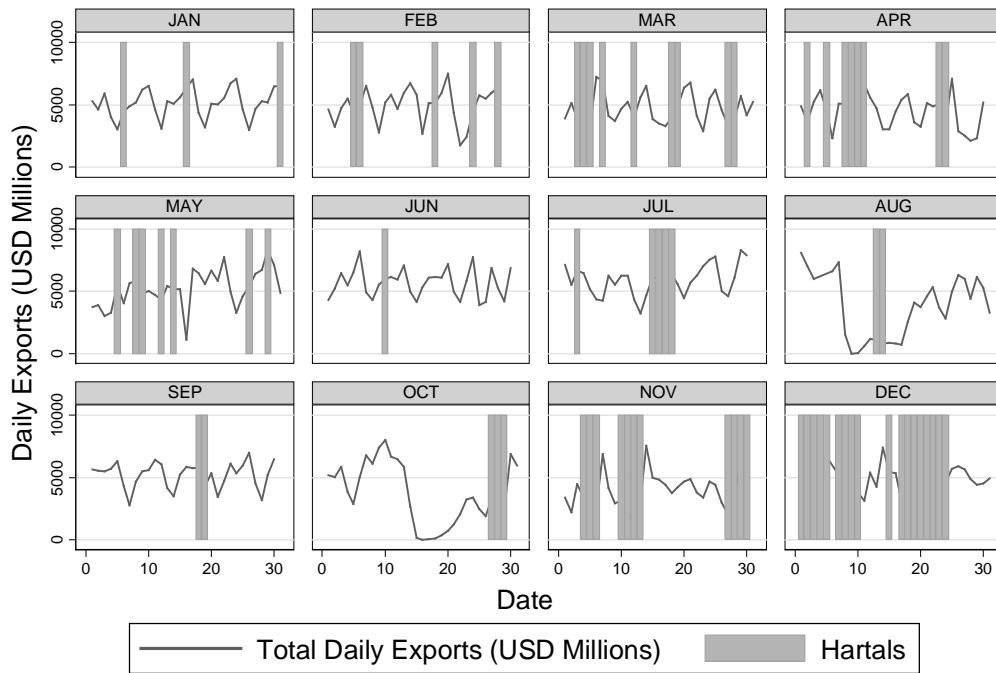 JAN
FEB
MAR
APR
0 5000 10000
MAY
JUN
JUL
AUG
0 5000 10000
SEP
OCT
NOV
DEC
0 5000 10000
0 10 20 30
0 10 20 30
0 10 20 30
0 10 20 30
Daily Exports (USD Millions)
Date
Total Daily Exports (USD Millions)
Hartals